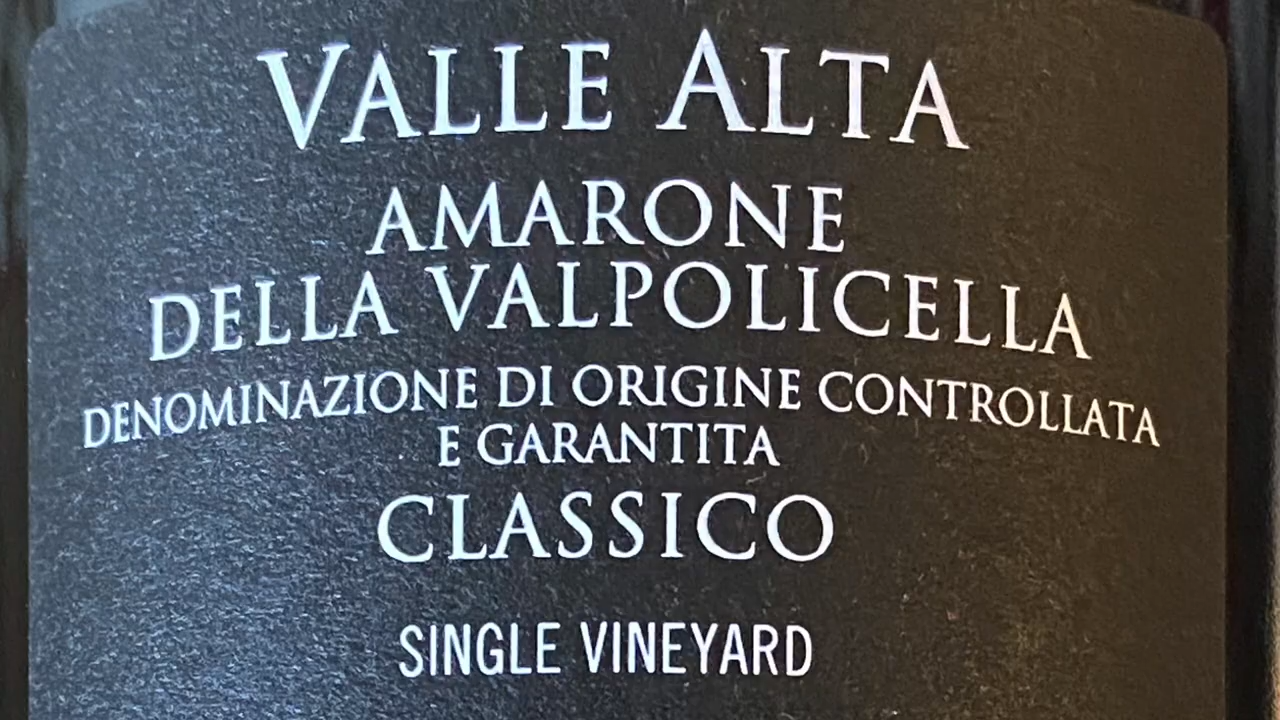 VALLE ALTA
AMARONE
DELLA VALPOLICELLA
DENOMINAZIONE DI ORIGINE CONTROLLATA
E GARANTITA
CLASSICO
SINGLE VINEYARD